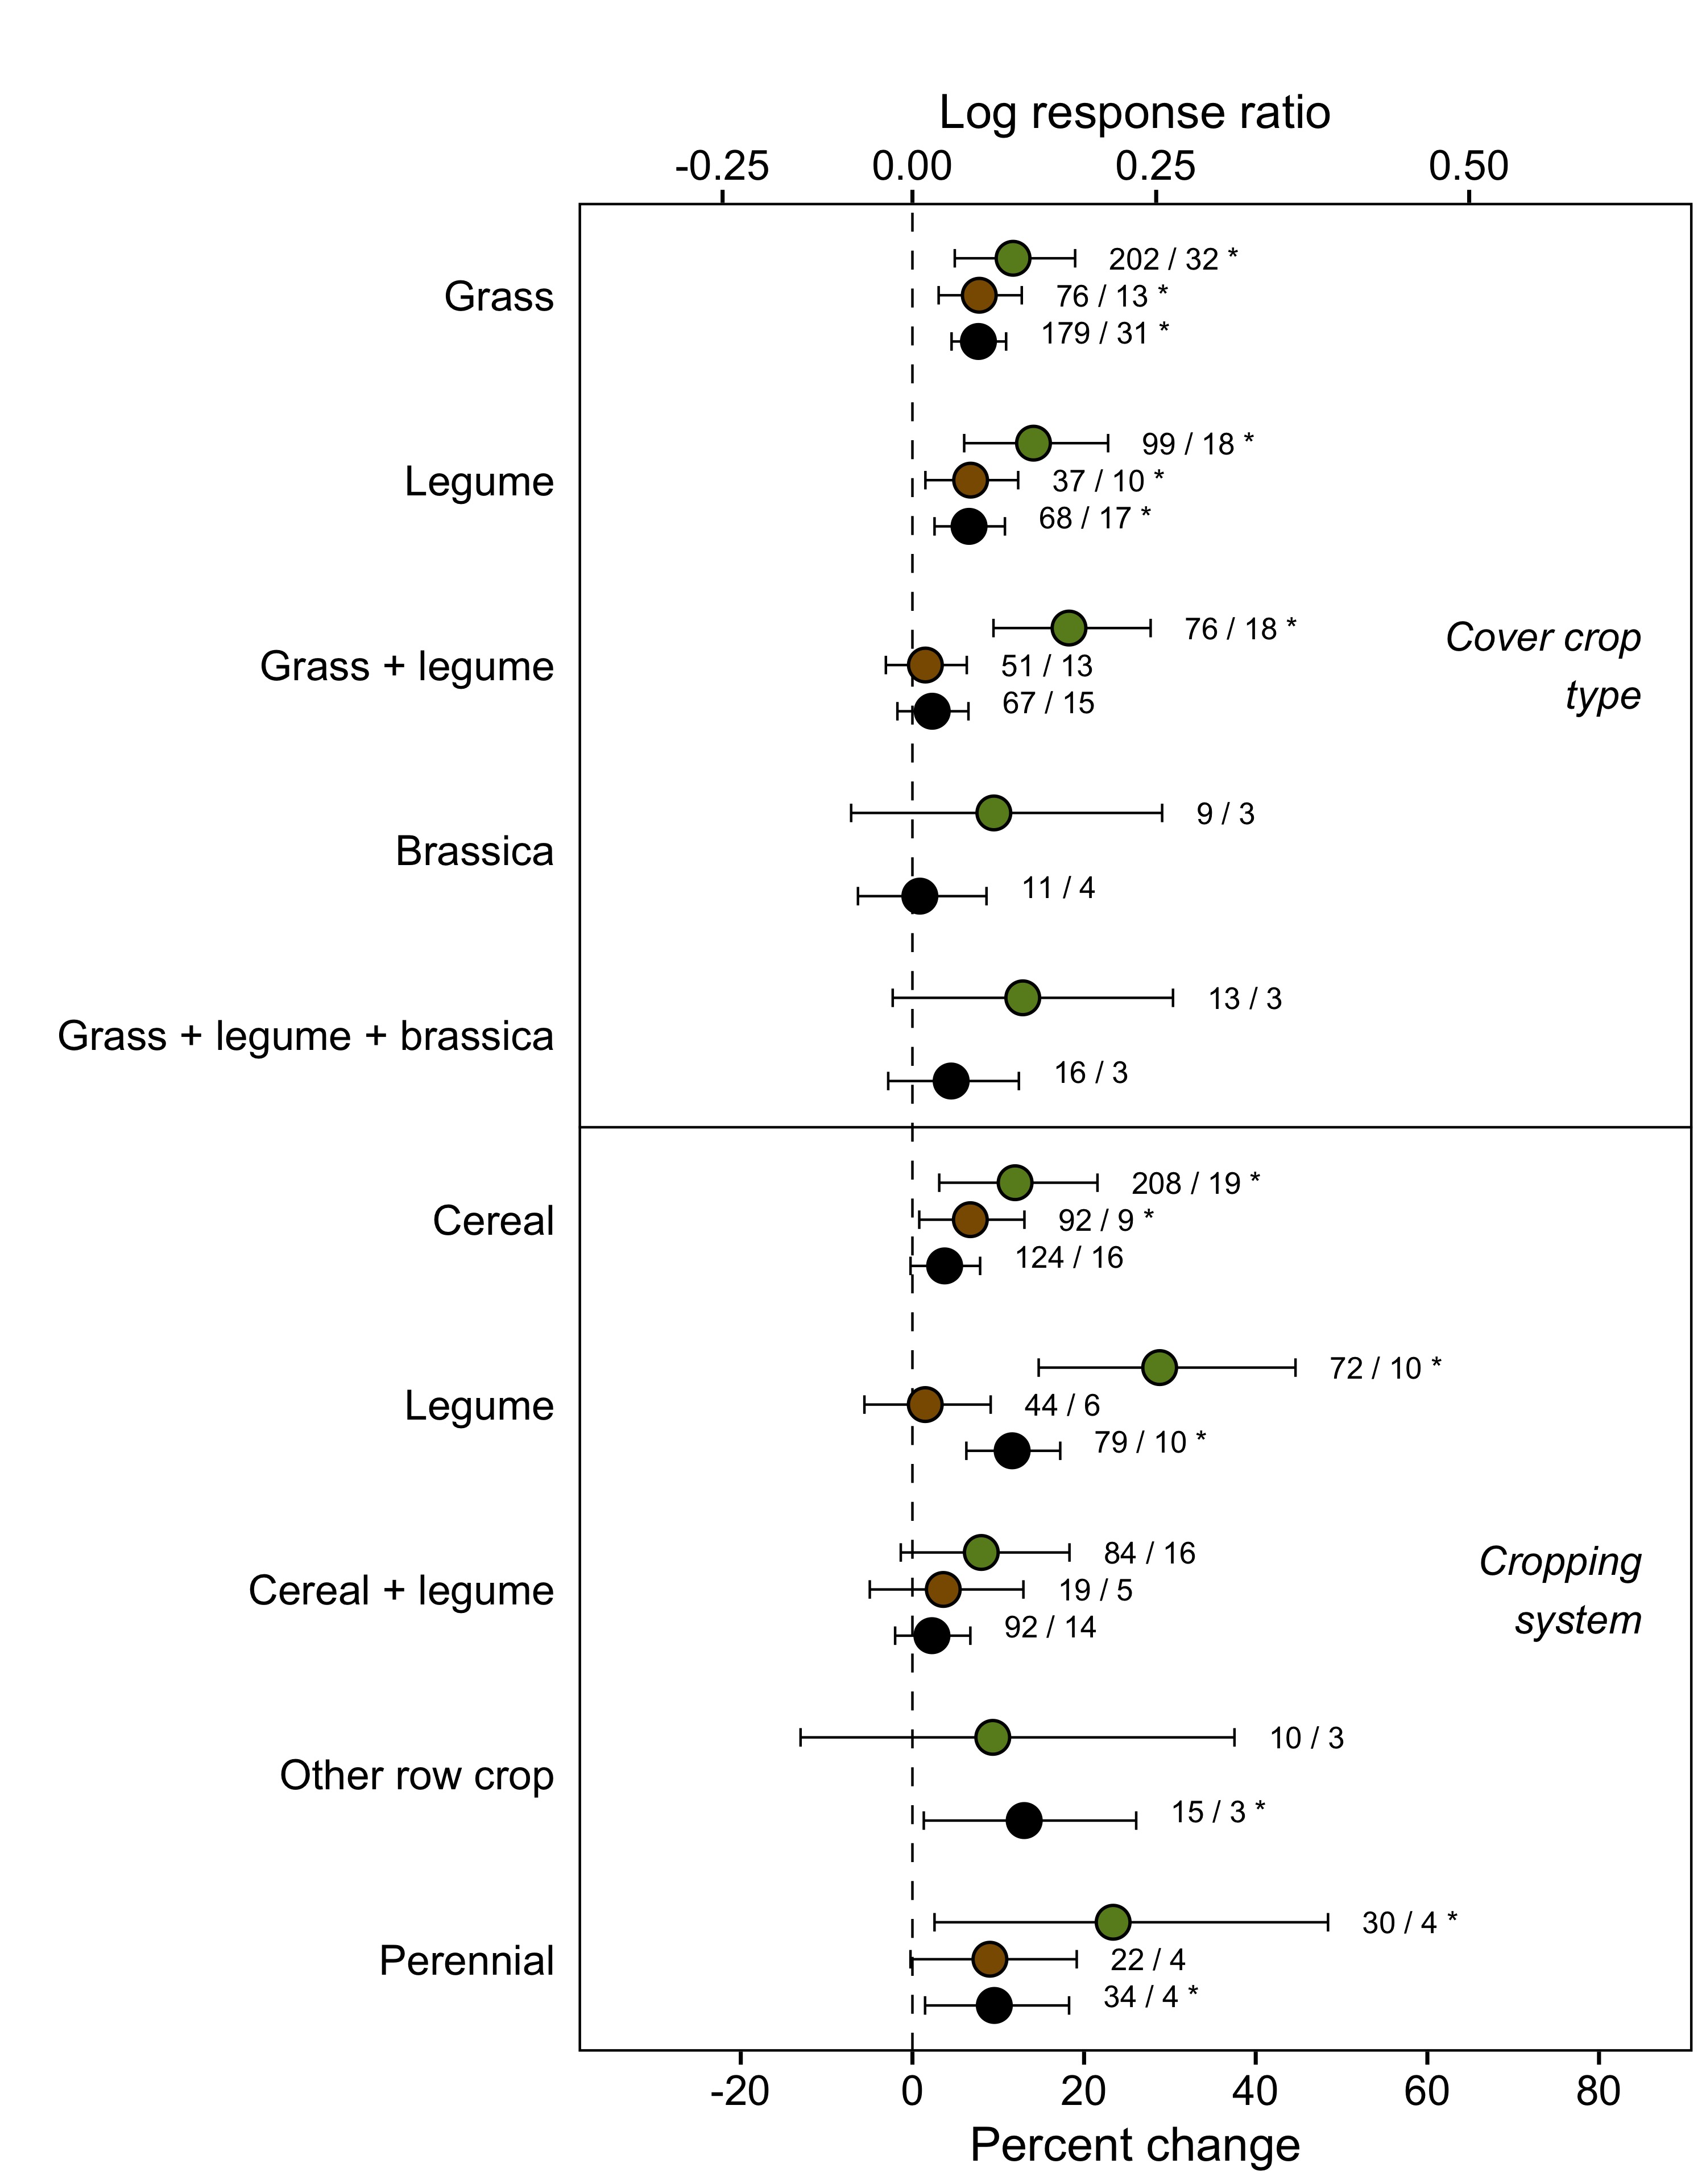 Log response ratio
-0.25 0.00 0.25 0.50
202 / 32 *
Grass
76 / 13 *
179 / 31 *
99 / 18 *
Legume
37 / 10 *
68 / 17 *
76 / 18 *
Cover crop
type
Grass + legume
51 / 13
67 / 15
9 / 3
Brassica
11 / 4
13 / 3
Grass + legume + brassica
16 / 3
208 / 19 *
Cereal
92 / 9 *
124 / 16
72 / 10 *
Legume
44 / 6
79 / 10 *
84 / 16
Cropping
system
Cereal + legume
19 / 5
92 / 14
10 / 3
Other row crop
15 / 3 *
30 / 4 *
Perennial
22 / 4
34 / 4 *
-20 0 20 40 60 80
Percent change